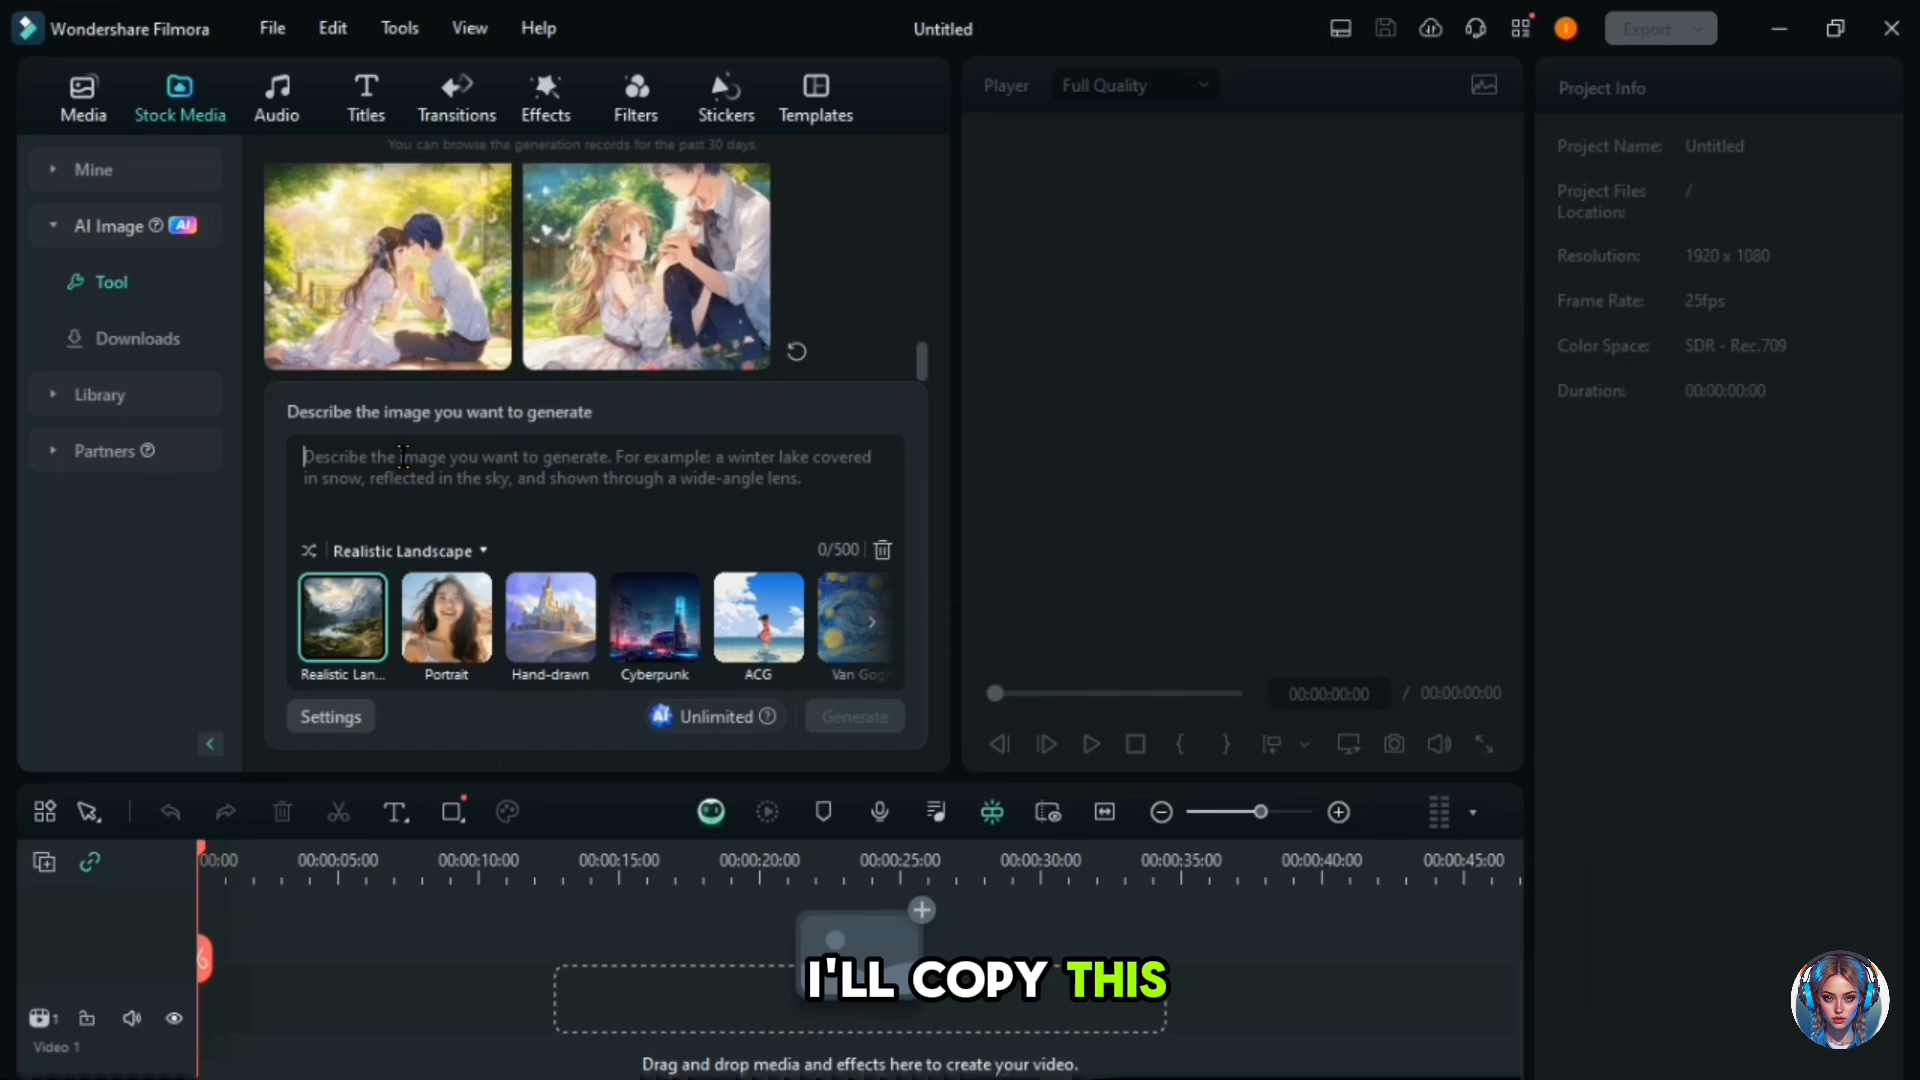 Wondershare Filmora
File
Edit
Tools
View
Help
Untitled
Export
Media
Stock Media
Audio
Titles
Transitions
Effects
Filters
Stickers
Templates
Player
Full Quality
Project Info
You can browse the generation records for the past 30 days.
Mine
AI Image
AI
Tool
Downloads
Library
Partners
Project Name:
Untitled
Project Files
Location:
/
Resolution:
1920 x 1080
Frame Rate:
25fps
Color Space:
SDR - Rec.709
Duration:
00:00:00:00
Describe the image you want to generate
Describe the image you want to generate. For example: a winter lake covered
in snow, reflected in the sky, and shown through a wide-angle lens.
Realistic Landscape
0/500
Realistic Lan...
Portrait
Hand-drawn
Cyberpunk
ACG
Van Gogh
Settings
AI
Unlimited
Generate
00:00:00:00
/
00:00:00:00
00:00
00:00:05:00
00:00:10:00
00:00:15:00
00:00:20:00
00:00:25:00
00:00:30:00
00:00:35:00
00:00:40:00
00:00:45:00
I'LL COPY THIS
1
Video 1
Drag and drop media and effects here to create your video.